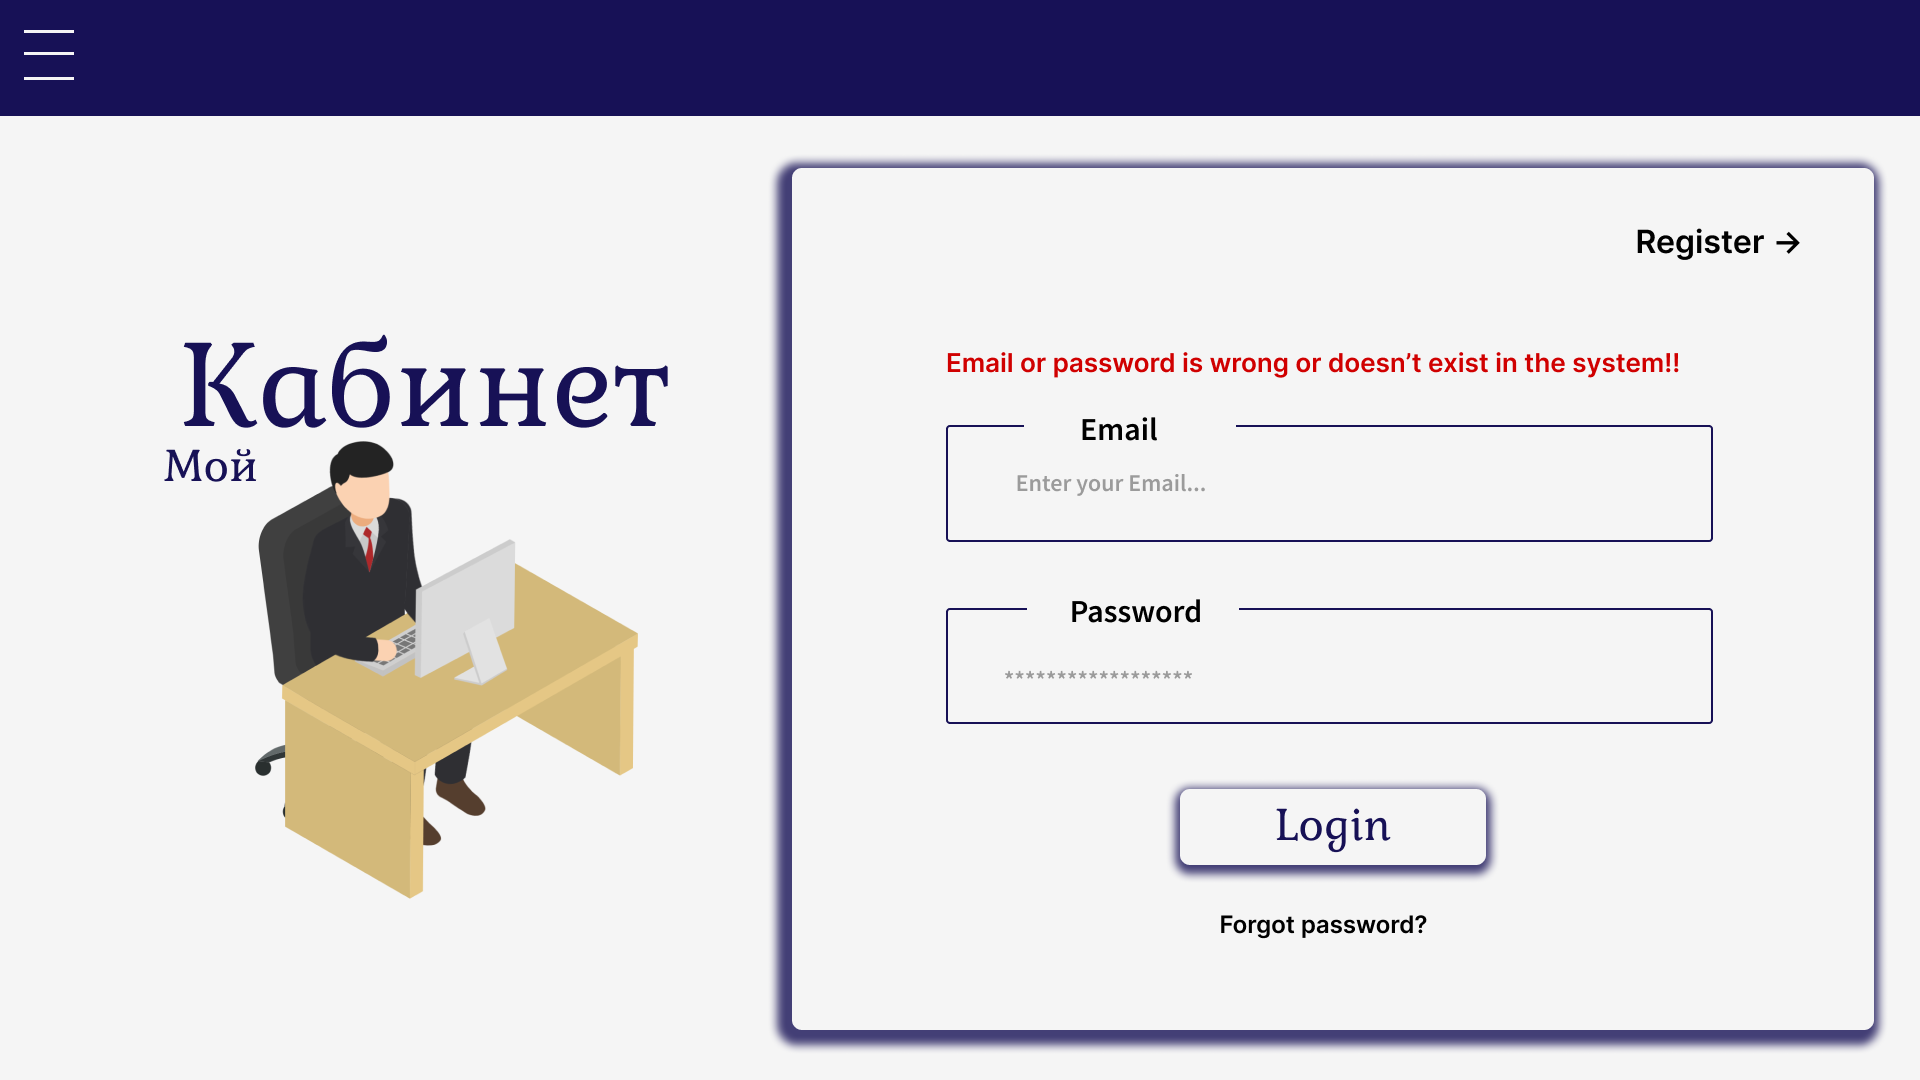 Кабинет
Мой
Register →
Email or password is wrong or doesn’t exist in the system!!
Email
Enter your Email...
Password
******************
Login
Forgot password?